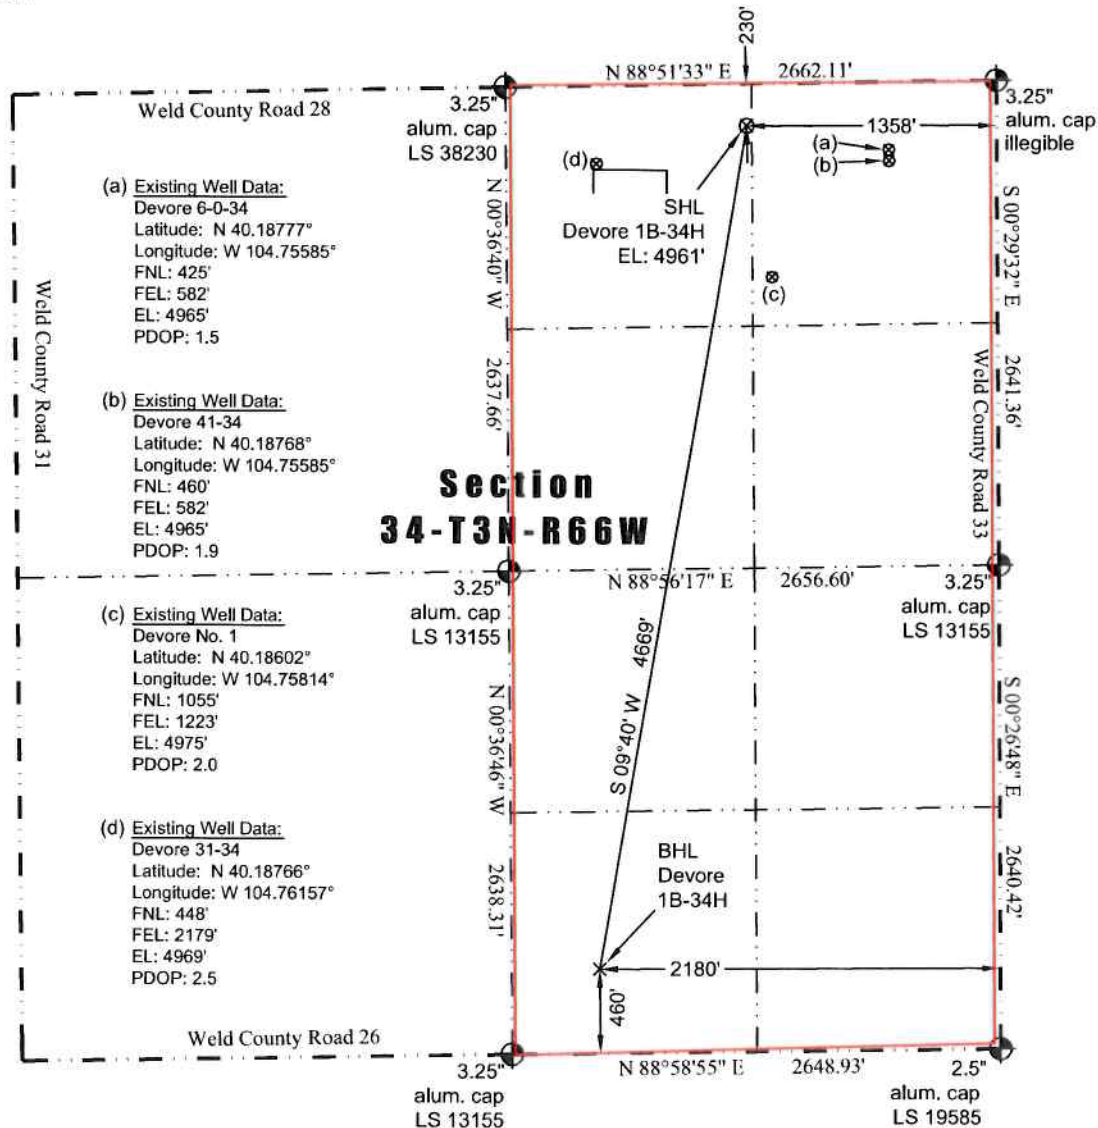 230'
N 88°51'33" E 2662.11'
Weld County Road 28
3.25"
alum. cap
LS 38230
3.25"
alum. cap
illegible
1358'
(a)
(b)
(d)
SHL
Devore 1B-34H
EL: 4961'
(c)
N 00°36'40" W 2637.66'
S 00°29'32" E 2641.36'
Weld County Road 31
Weld County Road 33
(a) Existing Well Data:
Devore 6-0-34
Latitude: N 40.18777°
Longitude: W 104.75585°
FNL: 425'
FEL: 582'
EL: 4965'
PDOP: 1.5
(b) Existing Well Data:
Devore 41-34
Latitude: N 40.18768°
Longitude: W 104.75585°
FNL: 460'
FEL: 582'
EL: 4965'
PDOP: 1.9
Section
34-T3N-R66W
N 88°56'17" E 2656.60'
3.25"
alum. cap
LS 13155
3.25"
alum. cap
LS 13155
(c) Existing Well Data:
Devore No. 1
Latitude: N 40.18602°
Longitude: W 104.75814°
FNL: 1055'
FEL: 1223'
EL: 4975'
PDOP: 2.0
S 09°40' W 4669'
N 00°36'46" W 2638.31'
S 00°26'48" E 2640.42'
(d) Existing Well Data:
Devore 31-34
Latitude: N 40.18766°
Longitude: W 104.76157°
FNL: 448'
FEL: 2179'
EL: 4969'
PDOP: 2.5
BHL
Devore
1B-34H
2180'
460'
Weld County Road 26
N 88°58'55" E 2648.93'
3.25"
alum. cap
LS 13155
2.5"
alum. cap
LS 19585